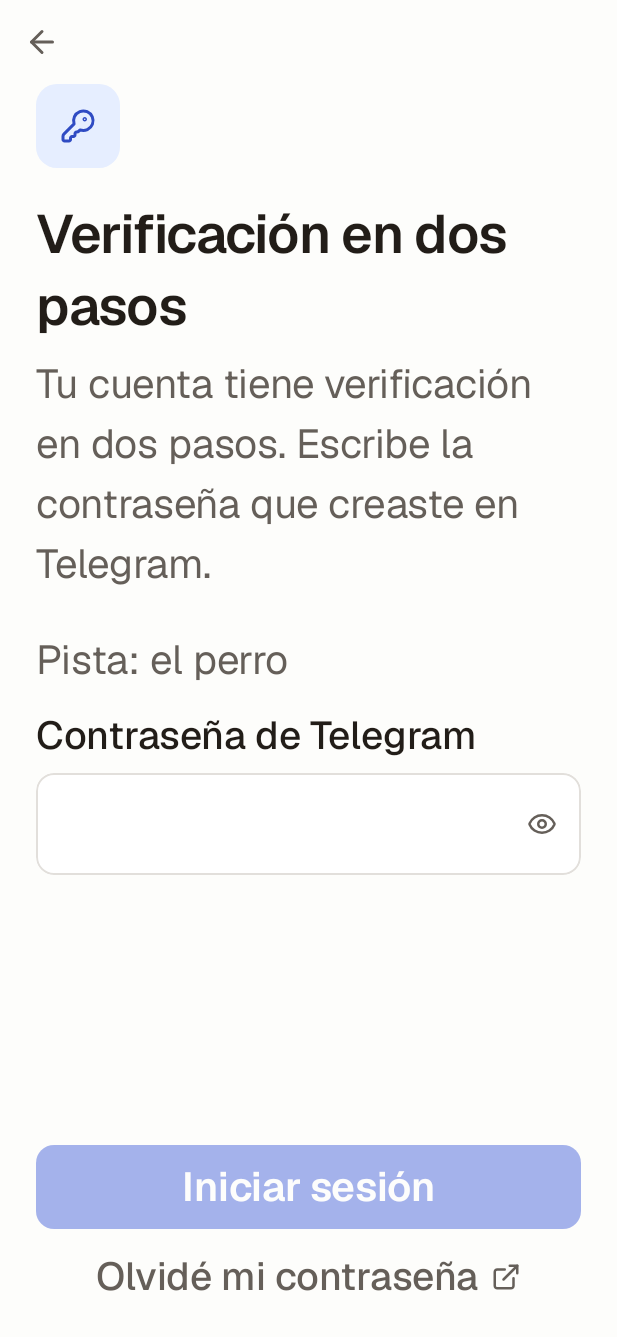 Verificación en dos
pasos
Tu cuenta tiene verificación
en dos pasos. Escribe la
contraseña que creaste en
Telegram.
Pista: el perro
Contraseña de Telegram
Iniciar sesión
Olvidé mi contraseña